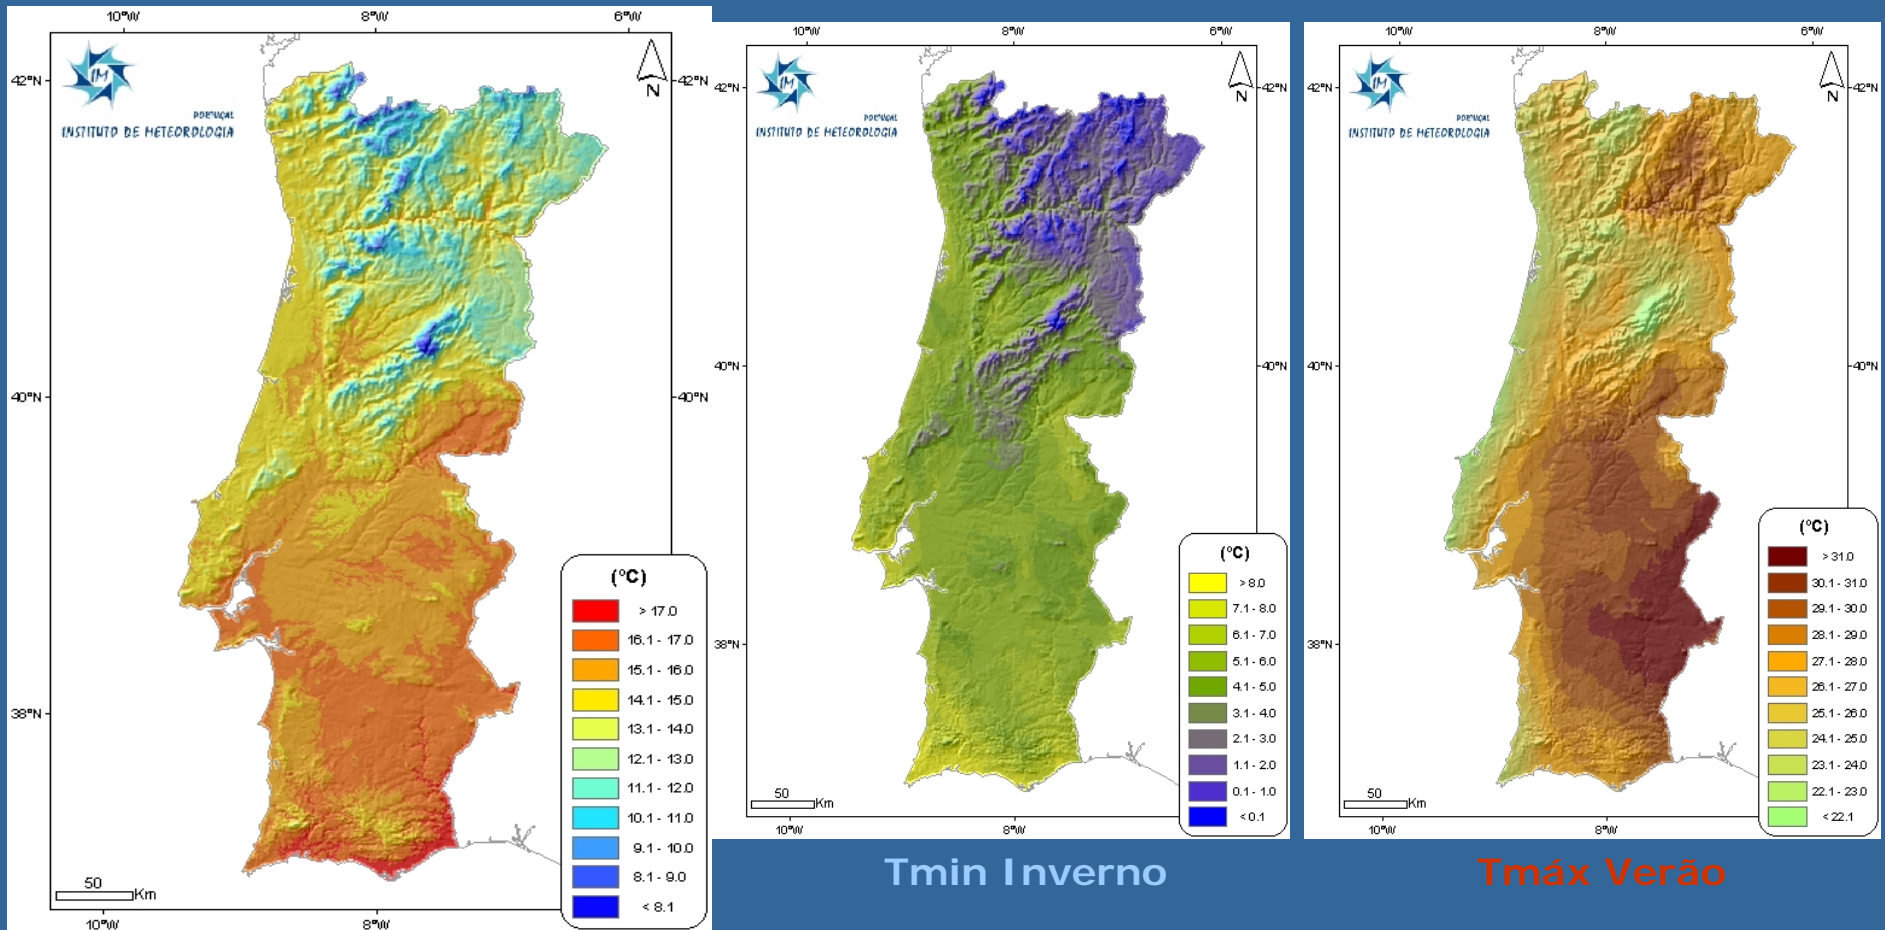 10°W 8°W 6°W
IM
PORTUGAL
INSTITUTO DE METEOROLOGIA
N
42°N 42°N
40°N 40°N
38°N
(ºC)
> 17.0
16.1 - 17.0
15.1 - 16.0
14.1 - 15.0
13.1 - 14.0
12.1 - 13.0
11.1 - 12.0
10.1 - 11.0
9.1 - 10.0
8.1 - 9.0
< 8.1
50
Km
10°W 8°W
10°W 8°W 6°W
IM
PORTUGAL
INSTITUTO DE METEOROLOGIA
N
42°N 42°N
40°N 40°N
38°N
(ºC)
> 8.0
7.1 - 8.0
6.1 - 7.0
5.1 - 6.0
4.1 - 5.0
3.1 - 4.0
2.1 - 3.0
1.1 - 2.0
0.1 - 1.0
< 0.1
50
Km
10°W 8°W
Tmin Inverno
10°W 8°W 6°W
IM
PORTUGAL
INSTITUTO DE METEOROLOGIA
N
42°N 42°N
40°N 40°N
38°N
(ºC)
> 31.0
30.1 - 31.0
29.1 - 30.0
28.1 - 29.0
27.1 - 28.0
26.1 - 27.0
25.1 - 26.0
24.1 - 25.0
23.1 - 24.0
22.1 - 23.0
< 22.1
50
Km
10°W 8°W
Tmáx Verão